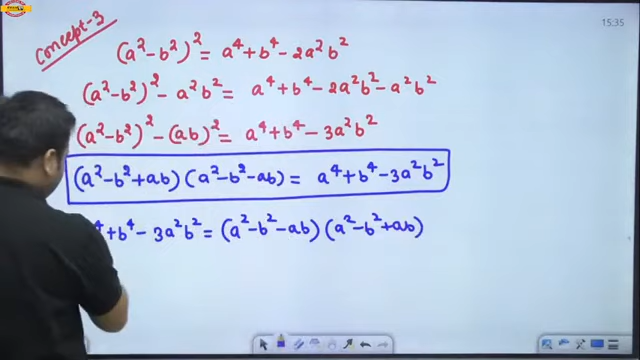 concept-3
15:35
(a²-b²)² = a⁴+b⁴-2a²b²
(a²-b²)² - a²b² = a⁴+b⁴-2a²b²-a²b²
(a²-b²)² - (ab)² = a⁴+b⁴-3a²b²
(a²-b²+ab)(a²-b²-ab) = a⁴+b⁴-3a²b²
⁴+b⁴-3a²b² = (a²-b²-ab)(a²-b²+ab)